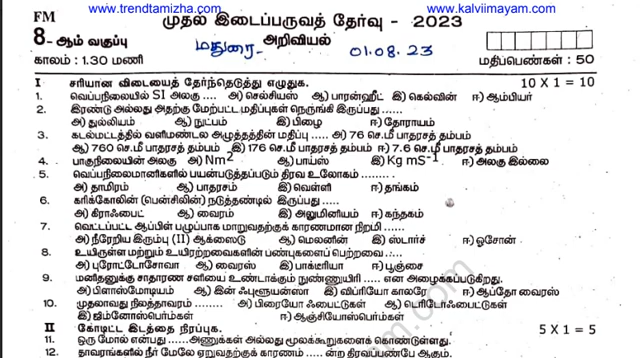 www.trendtamizha.com www.kalviimayam.com
FM முதல் இடைப்பருவத் தேர்வு - 2023
8-ஆம் வகுப்பு மதுரை அறிவியல் 01.08.23
காலம் : 1.30 மணி மதிப்பெண்கள் : 50
I சரியான விடையைத் தேர்ந்தெடுத்து எழுதுக. 10 X 1 = 10
1. வெப்பநிலையில் SI அலகு .... அ) செல்சியஸ் ஆ) பாரன்ஹீட் இ) கெல்வின் ஈ) ஆம்பியர்
2. இரண்டு அல்லது அதற்கு மேற்பட்ட மதிப்புகள் நெருங்கி இருப்பது ......
அ) துல்லியம் ஆ) நுட்பம் இ) பிழை ஈ) தோராயம்
3. கடல்மட்டத்தில் வளிமண்டல அழுத்தத்தின் மதிப்பு ..... அ) 76 செ.மீ பாதரசத் தம்பம்
ஆ) 760 செ.மீ பாதரசத் தம்பம் இ) 176 செ.மீ பாதரசத் தம்பம் ஈ) 7.6 செ.மீ பாதரசத் தம்பம்
4. பாகுநிலையின் அலகு அ) Nm2 ஆ) பாய்ஸ் இ) Kg mS-1 ஈ) அலகு இல்லை
5. வெப்பநிலைமானிகளில் பயன்படுத்தப்படும் திரவ உலோகம் .........
அ) தாமிரம் ஆ) பாதரசம் இ) வெள்ளி ஈ) தங்கம்
6. கரிக்கோலின் (பென்சிலின்) நடுத்தண்டில் இருப்பது .....
அ) கிராஃபைட் ஆ) வைரம் இ) அலுமினியம் ஈ) கந்தகம்
7. வெட்டப்பட்ட ஆப்பிள் பழுப்பாக மாறுவதற்குக் காரணமான நிறமி .....
அ) நீரேறிய இரும்பு (II) ஆக்ஸைடு ஆ) மெலனின் இ) ஸ்டார்ச் ஈ) ஓசோன்
8. உயிருள்ள மற்றும் உயிரற்றவைகளின் பண்புகளைப் பெற்றவை .....
அ) புரோட்டோசோவா ஆ) வைரஸ் இ) பாக்டீரியா ஈ) பூஞ்சை
9. மனிதனுக்கு சாதாரண சளியை உண்டாக்கும் நுண்ணுயிரி .... என அழைக்கப்படுகிறது.
அ) பிளாஸ்மோடியம் ஆ) இன் ஃபுளூயன்ஸா இ) விப்ரியோ காலரே ஈ) ஆப்தோ வைரஸ்
10. முதலாவது நிலத்தாவரம் ........ அ) பிரையோ ஃபைட்டுகள் ஆ) டெரிடோஃபைட்டுகள்
இ) ஜிம்னோஸ்பெர்ம்கள் ஈ) ஆஞ்சியோஸ்பெர்ம்கள்
II கோடிட்ட இடத்தை நிரப்புக. 5 X 1 = 5
11. ஒரு மோல் என்பது ......அணுக்கள் அல்லது மூலக்கூறுகளைக் கொண்டுள்ளது.
12. தாவரங்களில் நீர் மேலே ஏறுவதற்குக் காரணம் ..... ன்ற திரவப்பண்பே ஆகும்.